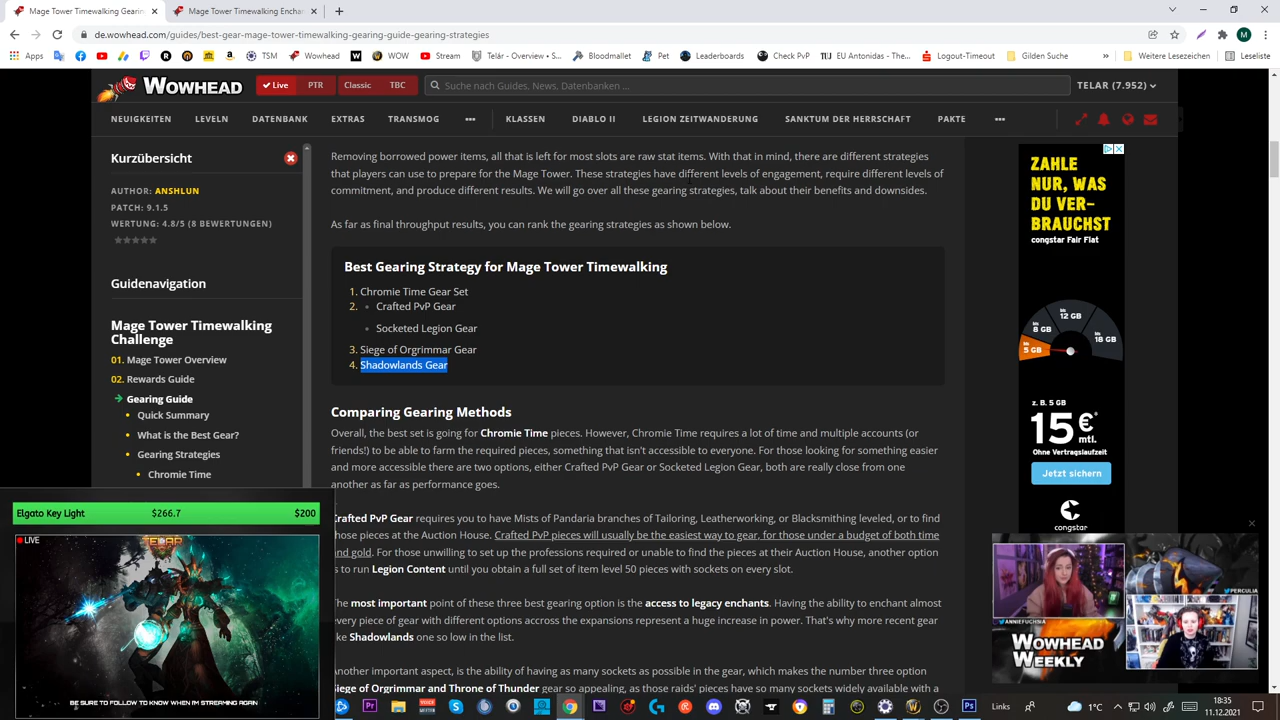 Mage Tower Timewalking Gearin
Mage Tower Timewalking Enchan
de.wowhead.com/guides/best-gear-mage-tower-timewalking-gearing-guide-gearing-strategies
Apps
TSM
Wowhead
WOW
Stream
Telár - Overview – S...
Bloodmallet
Pet
Leaderboards
Check PvP
EU Antonidas – TW...
Logout-Timeout
Gilden Suche
»
Weitere Lesezeichen
Leseliste
WOWHEAD
Live
PTR
Classic
TBC
Suche nach Guides, News, Datenbanken ...
TELAR (7.952)
NEUIGKEITEN
LEVELN
DATENBANK
EXTRAS
TRANSMOG
KLASSEN
DIABLO II
LEGION ZEITWANDERUNG
SANKTUM DER HERRSCHAFT
PAKTE
Kurzübersicht
AUTHOR: ANSHLUN
PATCH: 9.1.5
WERTUNG: 4.8/5 (8 BEWERTUNGEN)
Guidenavigation
Mage Tower Timewalking
Challenge
01. Mage Tower Overview
02. Rewards Guide
Gearing Guide
Quick Summary
What is the Best Gear?
Gearing Strategies
Chromie Time
Removing borrowed power items, all that is left for most slots are raw stat items. With that in mind, there are different strategies
that players can use to prepare for the Mage Tower. These strategies have different levels of engagement, require different levels of
commitment, and produce different results. We will go over all these gearing strategies, talk about their benefits and downsides.
As far as final throughput results, you can rank the gearing strategies as shown below.
Best Gearing Strategy for Mage Tower Timewalking
1. Chromie Time Gear Set
2. • Crafted PvP Gear
• Socketed Legion Gear
3. Siege of Orgrimmar Gear
4. Shadowlands Gear
Comparing Gearing Methods
Overall, the best set is going for Chromie Time pieces. However, Chromie Time requires a lot of time and multiple accounts (or
friends!) to be able to farm the required pieces, something that isn't accessible to everyone. For those looking for something easier
and more accessible there are two options, either Crafted PvP Gear or Socketed Legion Gear, both are really close from one
another as far as performance goes.
Crafted PvP Gear requires you to have Mists of Pandaria branches of Tailoring, Leatherworking, or Blacksmithing leveled, or to find
those pieces at the Auction House. Crafted PvP pieces will usually be the easiest way to gear, for those under a budget of both time
and gold. For those unwilling to set up the professions required or unable to find the pieces at their Auction House, another option
is to run Legion Content until you obtain a full set of item level 50 pieces with sockets on every slot.
The most important point of these three best gearing option is the access to legacy enchants. Having the ability to enchant almost
every piece of gear with different options accross the expansions represent a huge increase in power. That's why more recent gear
ike Shadowlands one so low in the list.
Another important aspect, is the ability of having as many sockets as possible in the gear, which makes the number three option
Siege of Orgrimmar and Throne of Thunder gear so appealing, as those raids' pieces have so many sockets widely available with a
ZAHLE
NUR, WAS
DU VER-
BRAUCHST
congstar Fair Flat
5 GB
8 GB
12 GB
18 GB
z. B. 5 GB
15 €*
mtl.
Ohne Vertragslaufzeit
Jetzt sichern
congstar
ANNIEFUCHSIA
PERCULIA
WOWHEAD
WEEKLY
Elgato Key Light
$266.7
$200
LIVE
BE SURE TO FOLLOW TO KNOW WHEN I'M STREAMING AGAIN
Links
1°C
18:35
11.12.2021